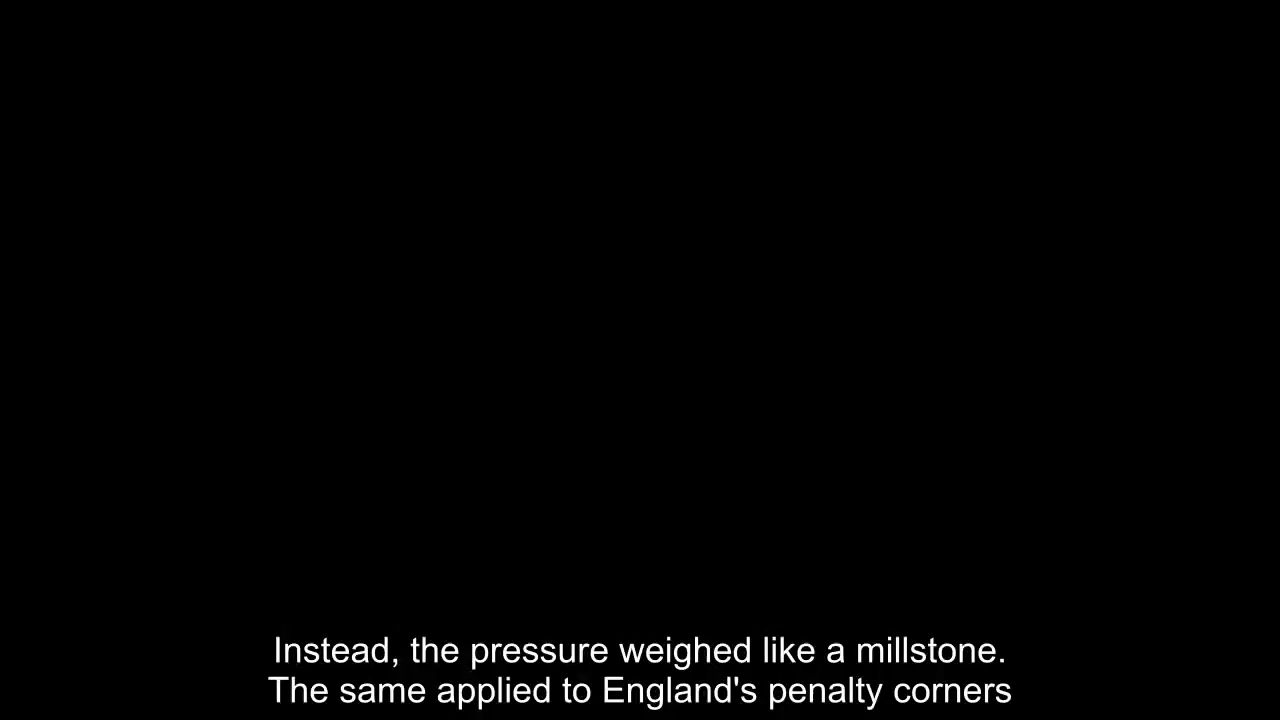 Instead, the pressure weighed like a millstone.
The same applied to England's penalty corners